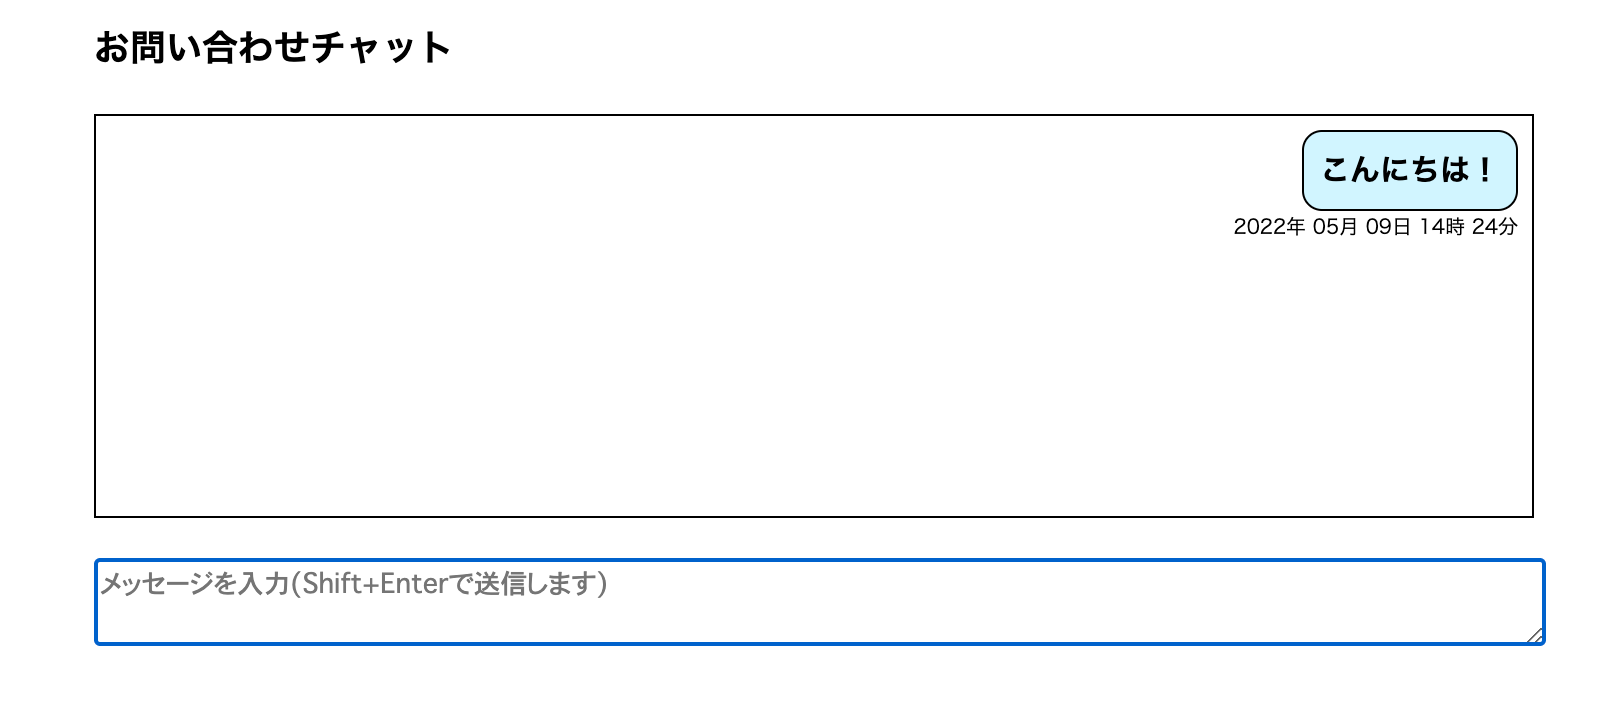 お問い合わせチャット
こんにちは！
2022年 05月 09日 14時 24分
メッセージを入力(Shift+Enterで送信します)